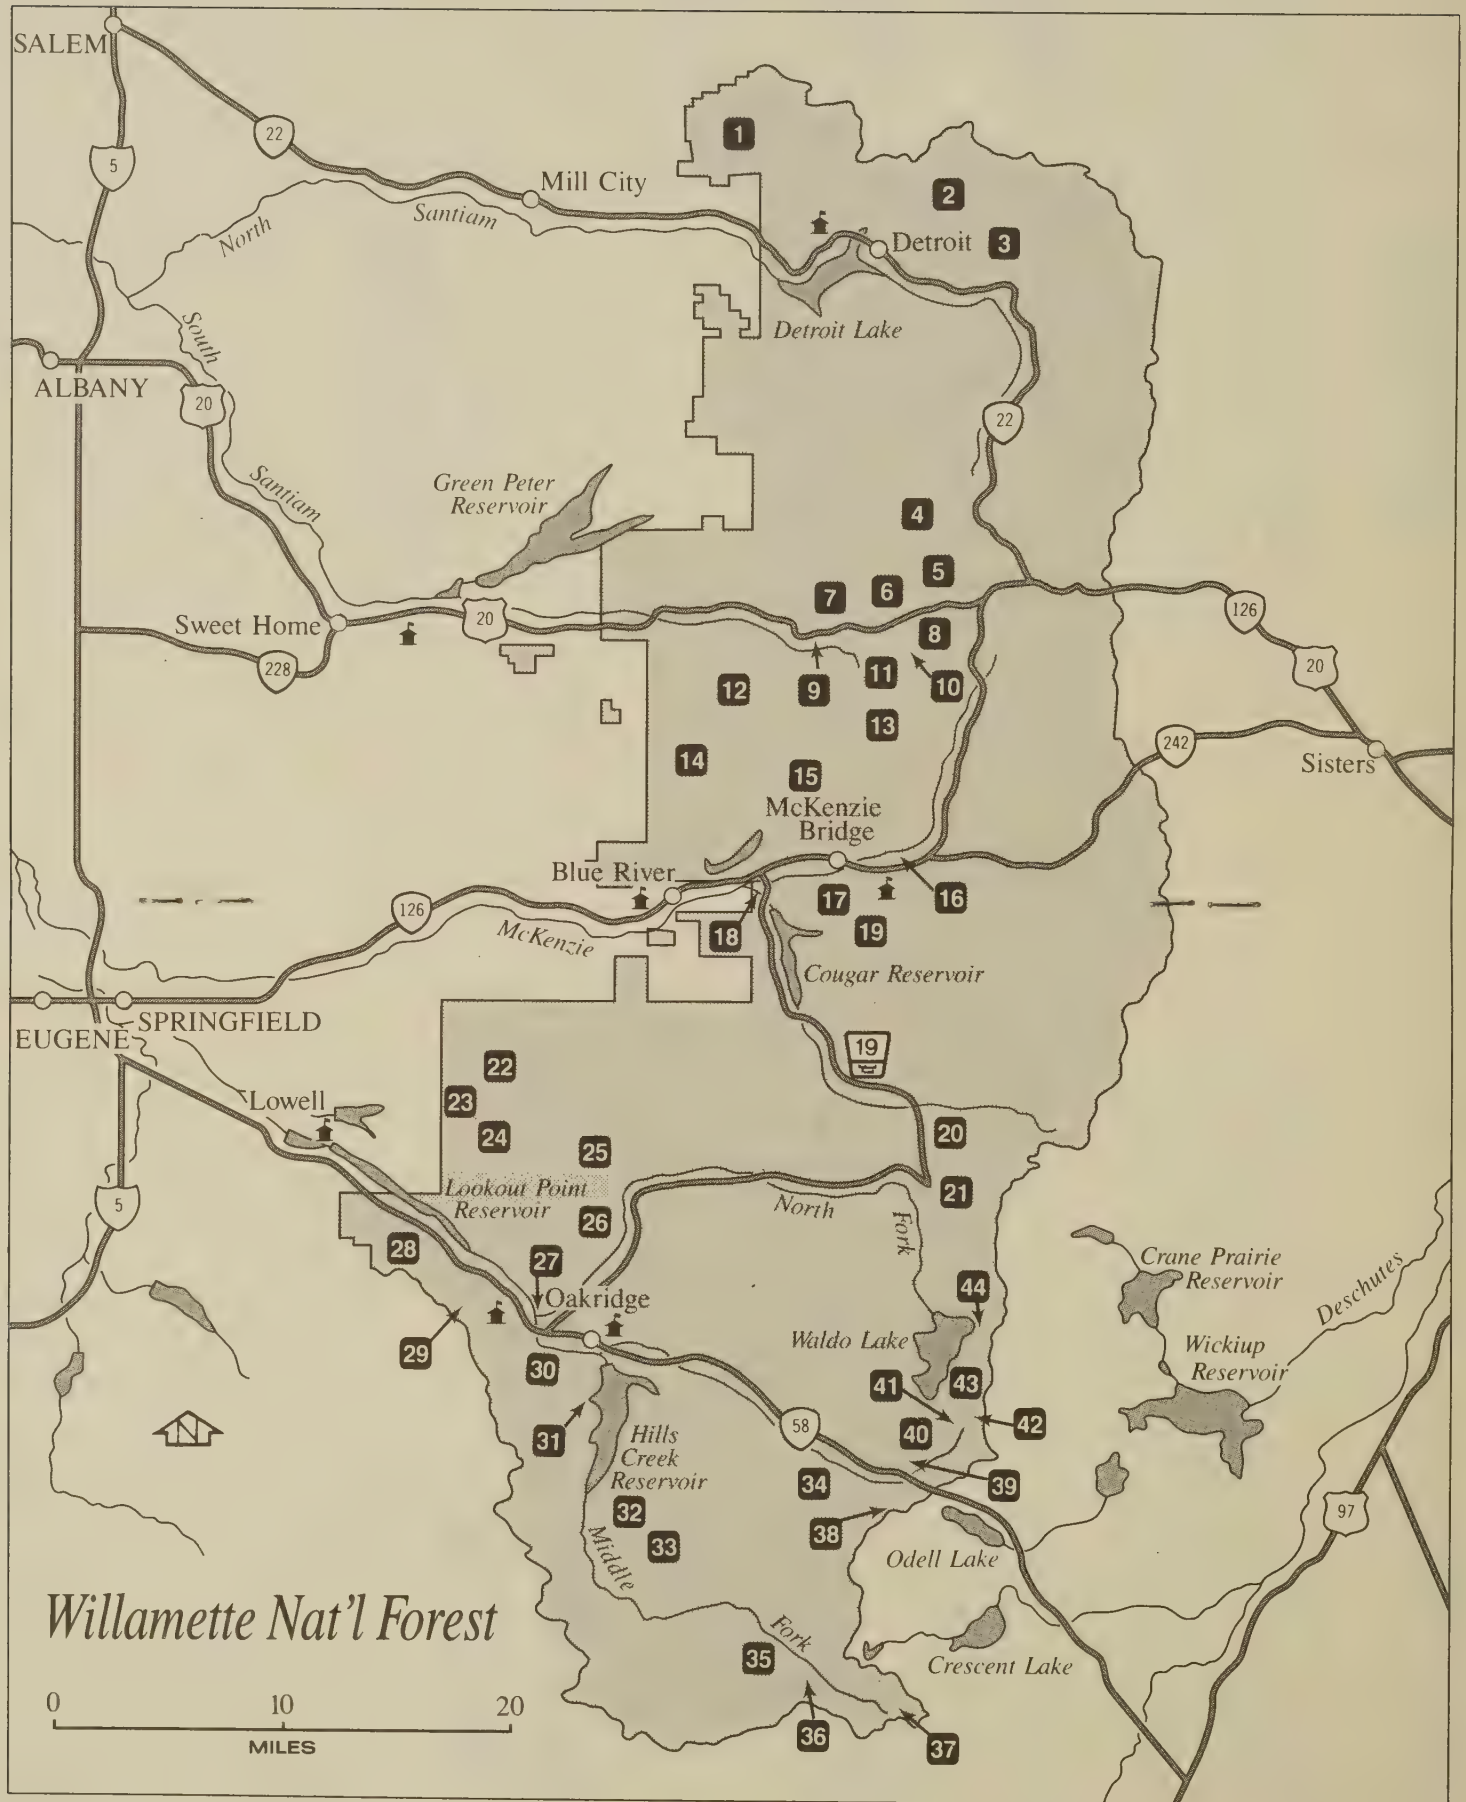 SALEM
22
5
1
Mill City
2
Santiam
North
Detroit
3
Detroit Lake
South
ALBANY
20
22
Green Peter
Reservoir
Santiam
4
5
6
7
126
20
Sweet Home
8
228
20
11
10
12
9
13
242
14
15
Sisters
McKenzie
Bridge
Blue River
126
17
16
McKenzie
18
19
Cougar Reservoir
SPRINGFIELD
EUGENE
19
22
Lowell
23
24
20
25
Lookout Point
Reservoir
21
5
North
26
Fork
28
27
Crane Prairie
Reservoir
44
Deschutes
Oakridge
Waldo Lake
Wickiup
Reservoir
29
30
41
43
N
42
31
Hills
Creek
Reservoir
58
40
34
39
32
97
38
33
Middle
Odell Lake
Willamette Nat'l Forest
Fork
35
Crescent Lake
0
10
20
MILES
36
37